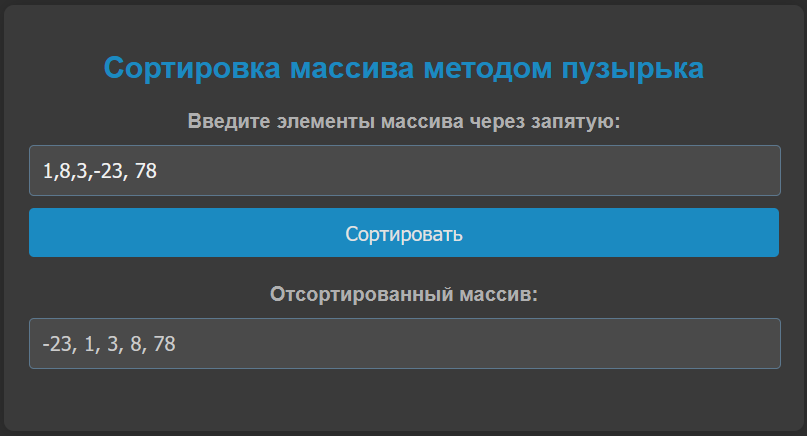 Сортировка массива методом пузырька
Введите элементы массива через запятую:
1,8,3,-23, 78
Сортировать
Отсортированный массив:
-23, 1, 3, 8, 78